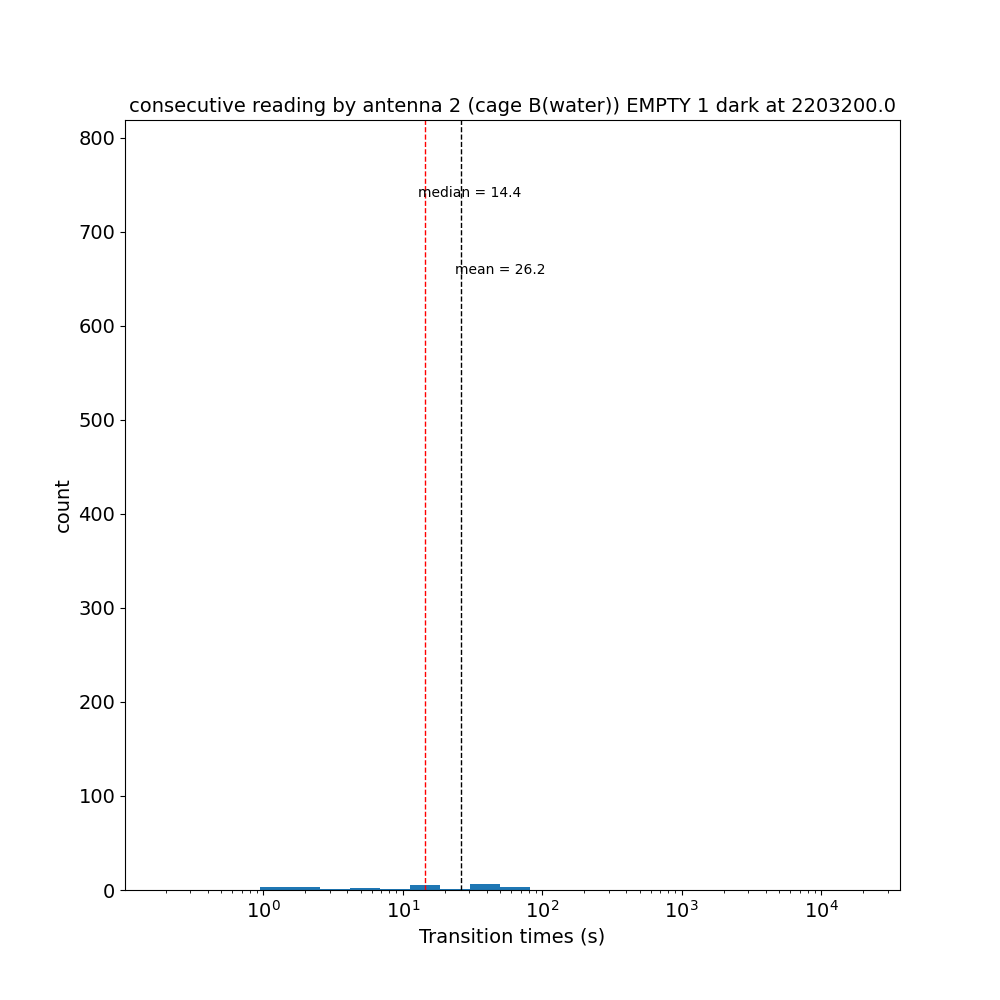 consecutive reading by antenna 2 (cage B(water)) EMPTY 1 dark at 2203200.0
800
median = 14.4
700
mean = 26.2
600
500
400
300
200
100
0
count
10^0 10^1 10^2 10^3 10^4
Transition times (s)